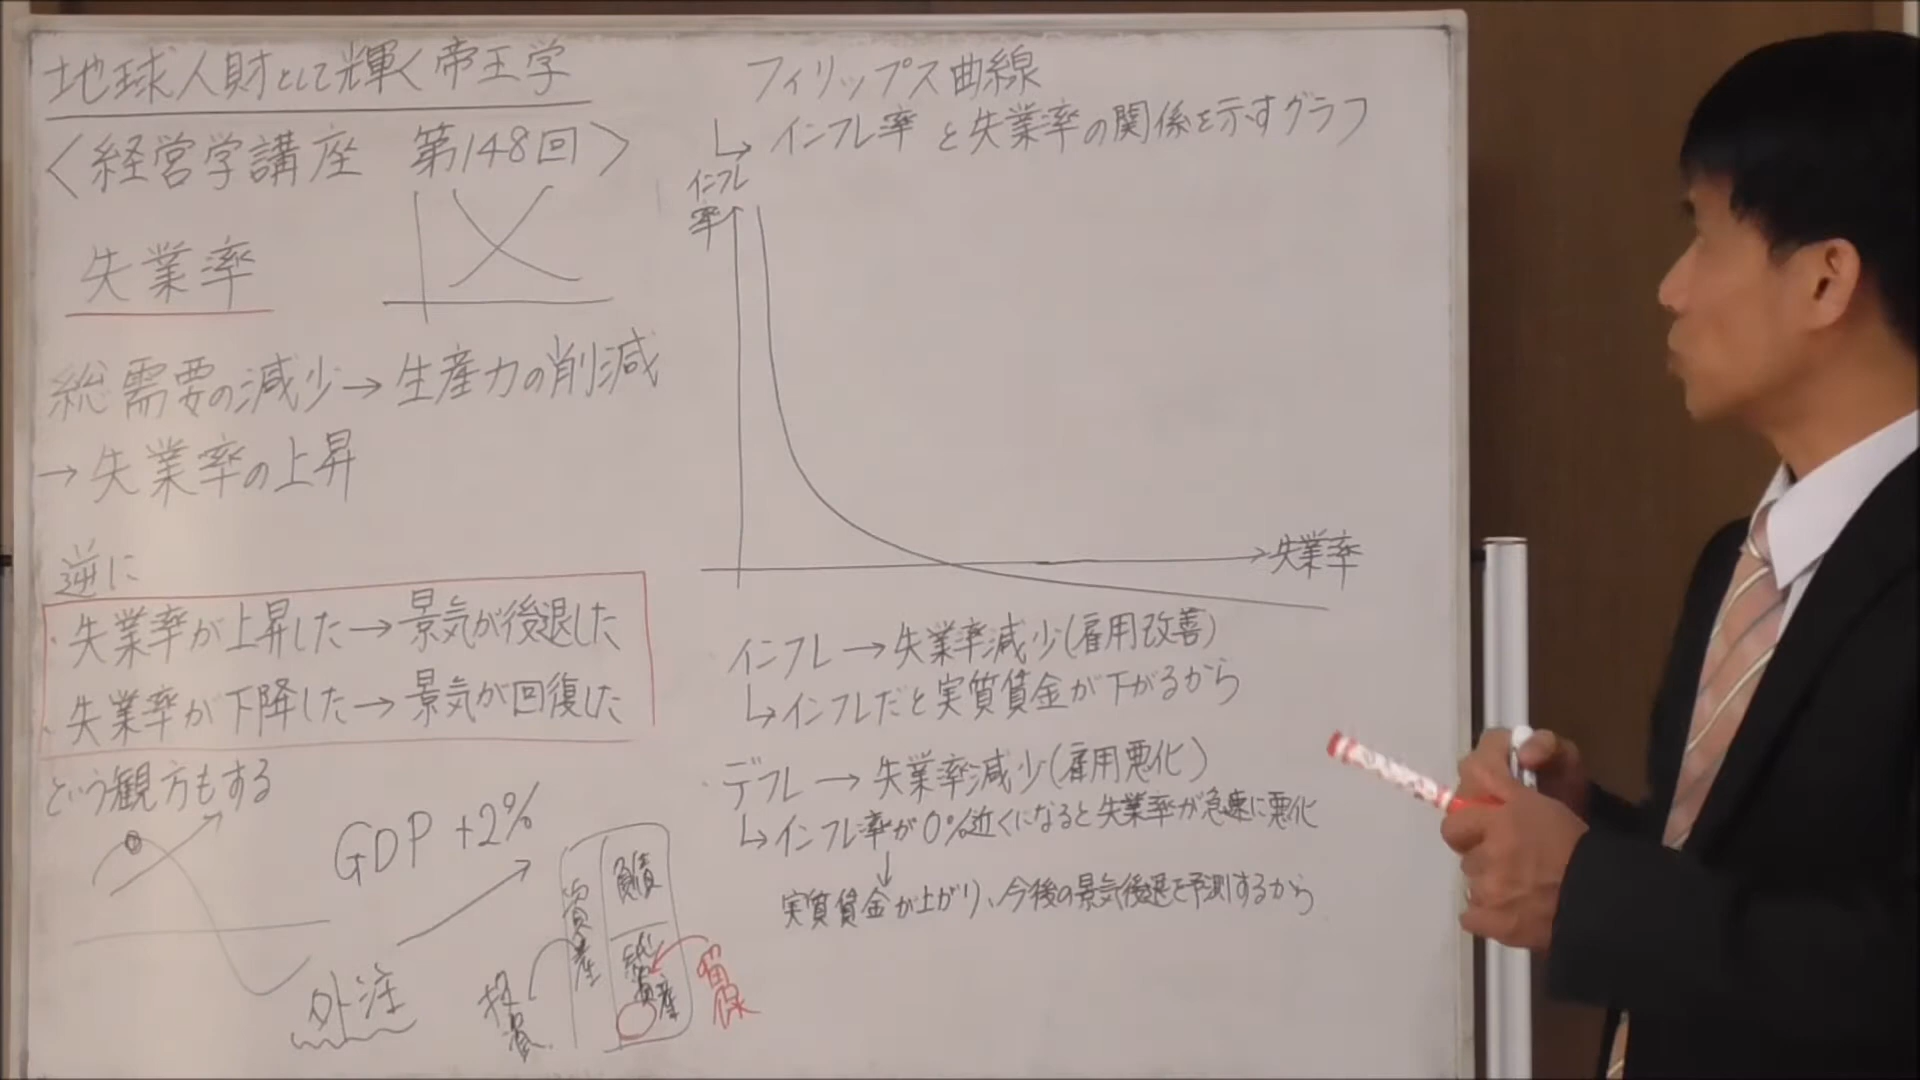 地球人財として輝く帝王学
〈経営学講座 第148回〉
失業率
総需要の減少→生産力の削減
→失業率の上昇
逆に
・失業率が上昇した→景気が後退した
・失業率が下降した→景気が回復した
という観方もする
GDP +2%
外注
投資
資産
負債
純資産
留保
フィリップス曲線
↳インフレ率と失業率の関係を示すグラフ
インフレ
率
失業率
インフレ→失業率減少(雇用改善)
↳インフレだと実質賃金が下がるから
デフレ→失業率減少(雇用悪化)
↳インフレ率が0%近くになると失業率が急速に悪化
↓
実質賃金が上がり、今後の景気後退を予測するから